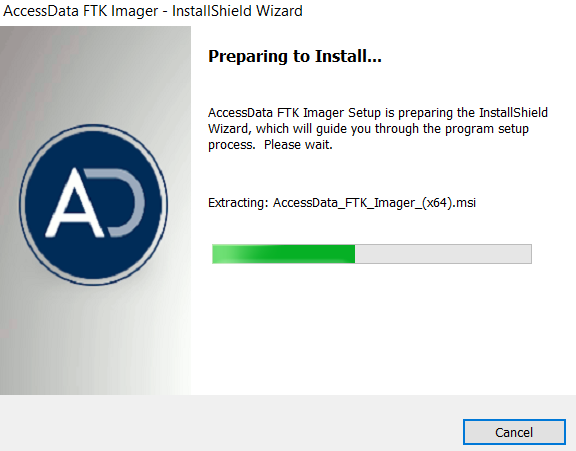 AccessData FTK Imager - InstallShield Wizard
Preparing to Install...
AccessData FTK Imager Setup is preparing the InstallShield
Wizard, which will guide you through the program setup
process.  Please wait.
Extracting: AccessData_FTK_Imager_(x64).msi
AD
Cancel